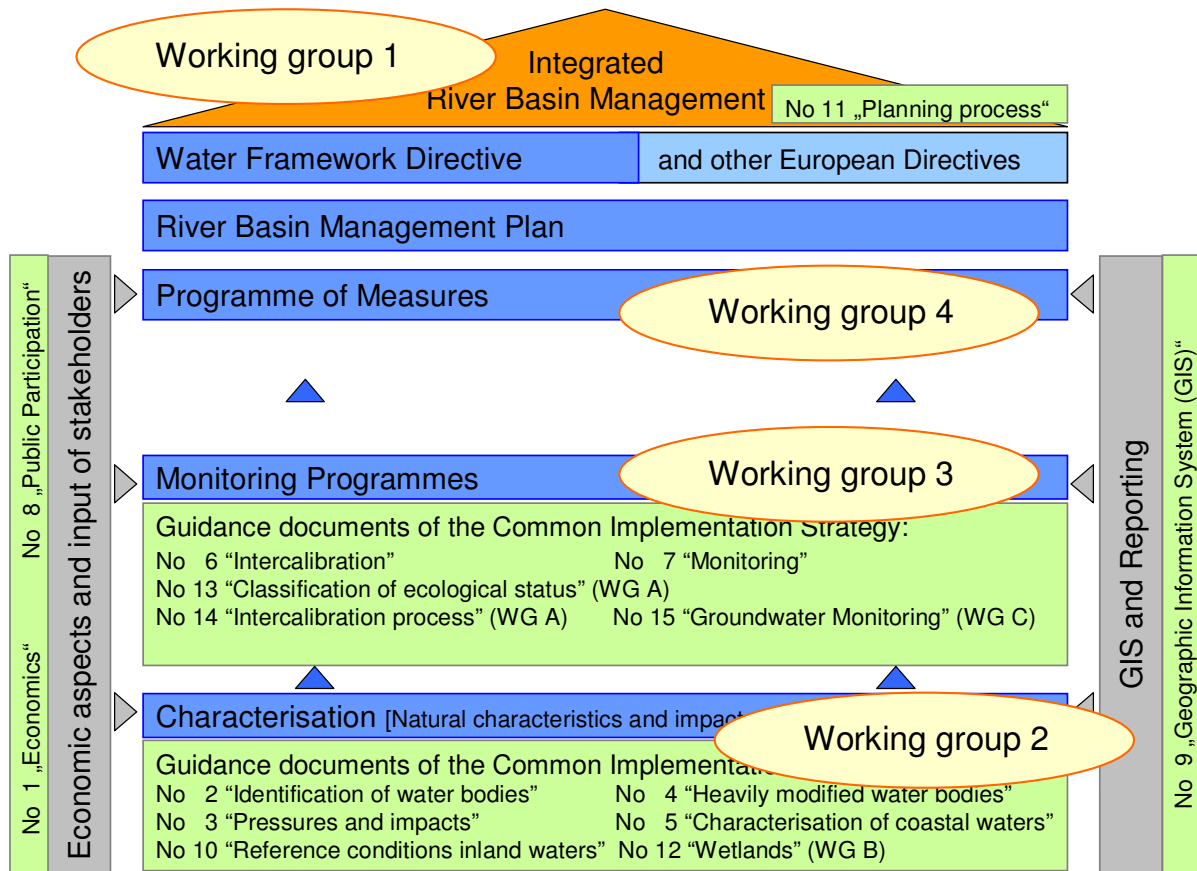 Working group 1
Integrated
River Basin Management
No 11 „Planning process“
Water Framework Directive
and other European Directives
River Basin Management Plan
Programme of Measures
Working group 4
Monitoring Programmes
Working group 3
Guidance documents of the Common Implementation Strategy:
No 6 “Intercalibration”
No 7 “Monitoring”
No 13 “Classification of ecological status” (WG A)
No 14 “Intercalibration process” (WG A)
No 15 “Groundwater Monitoring” (WG C)
Characterisation [Natural characteristics and impact
Working group 2
Guidance documents of the Common
No 2 “Identification of water bodies”
No 4 “Heavily modified water bodies”
No 3 “Pressures and impacts”
No 5 “Characterisation of coastal waters”
No 10 “Reference conditions inland waters”
No 12 “Wetlands” (WG B)
No 1 „Economics“
No 8 „Public Participation“
Economic aspects and input of stakeholders
GIS and Reporting
No 9 „Geographic Information System (GIS)“